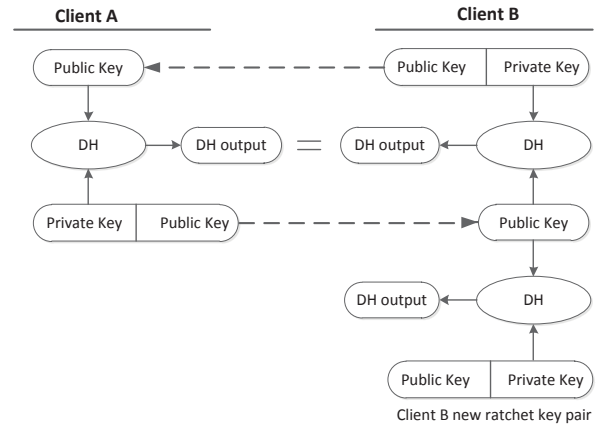 Client A
Client B
Public Key
Public Key
Private Key
DH
DH output
=
DH output
DH
Private Key
Public Key
Public Key
DH output
DH
Public Key
Private Key
Client B new ratchet key pair